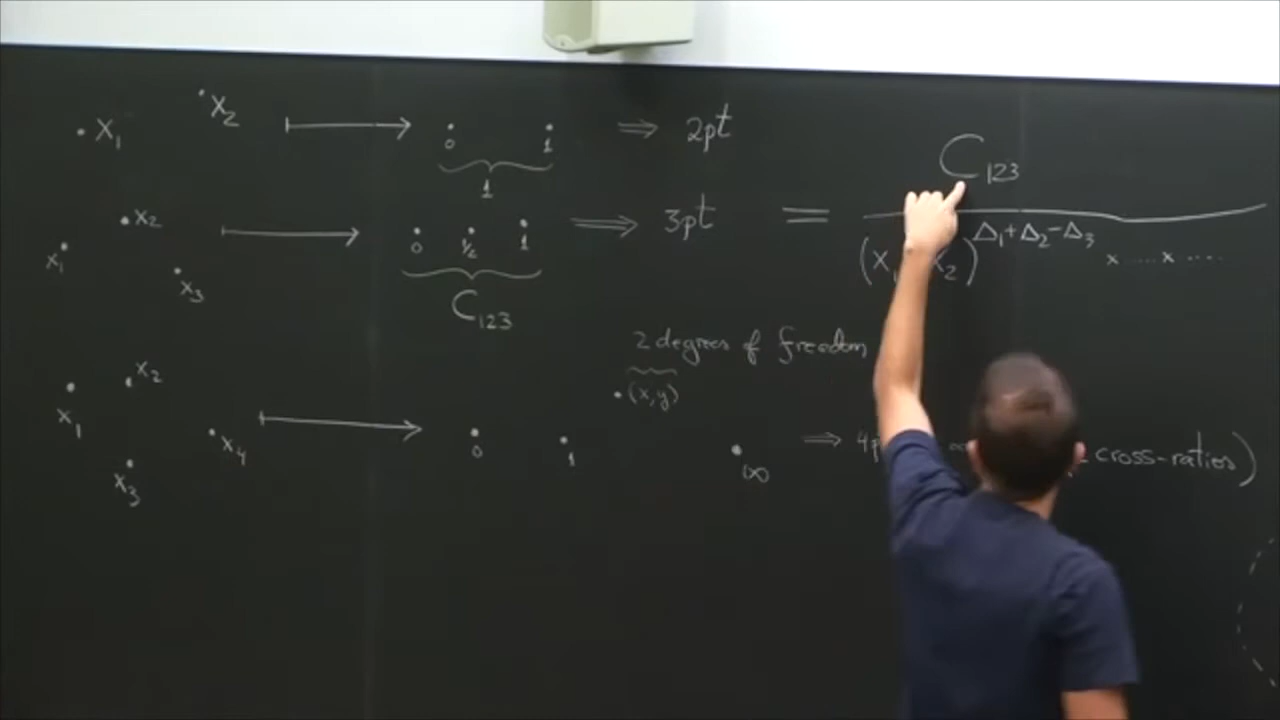 • x₁ • x₂ ⟼ • 0 • 1 ⟹ 2pt
1
• x₁ • x₂ • x₃ ⟼ • 0 • 1/2 • 1 ⟹ 3pt = C₁₂₃ / (x₁ x₂)^Δ₁+Δ₂-Δ₃ x .... x ....
C₁₂₃
2 degrees of freedom
• (x,y)
• x₁ • x₂ • x₃ • x₄ ⟼ • 0 • 1 • ∞ ⟹ cross-ratios)